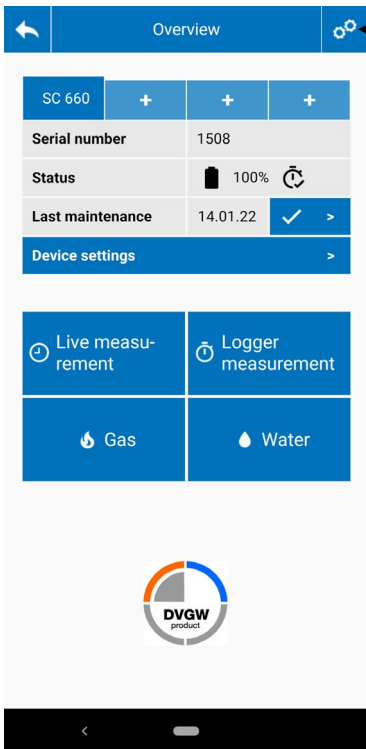 Overview
SC 660 + + +
Serial number 1508
Status 100%
Last maintenance 14.01.22 >
Device settings >
Live measu-
rement
Logger
measurement
Gas
Water
DVGW
product